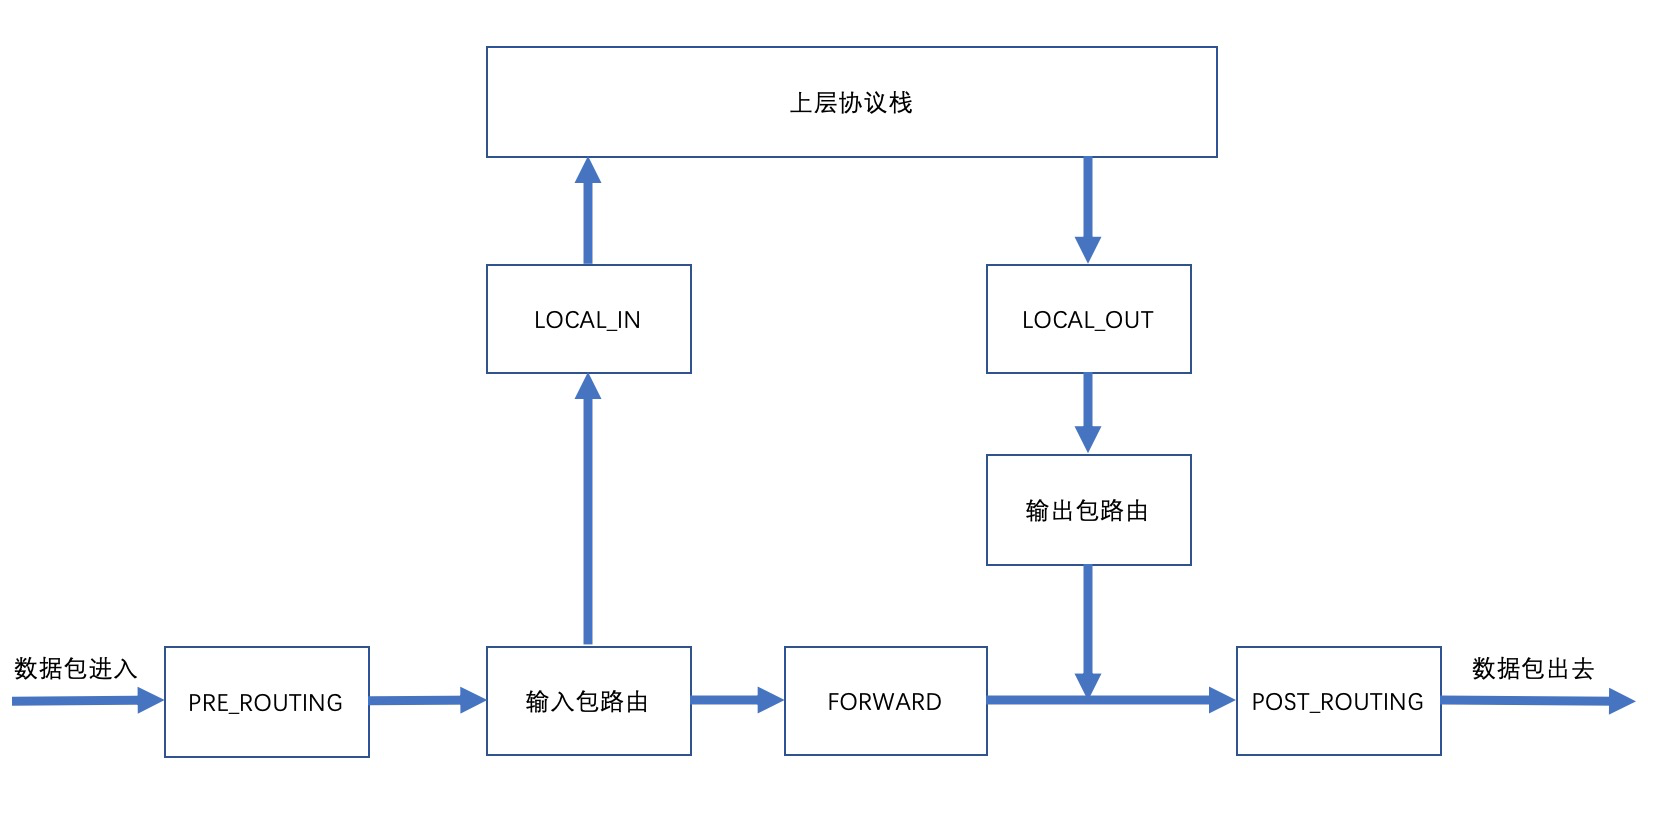 上层协议栈
LOCAL_IN
LOCAL_OUT
输出包路由
数据包进入
PRE_ROUTING
输入包路由
FORWARD
POST_ROUTING
数据包出去